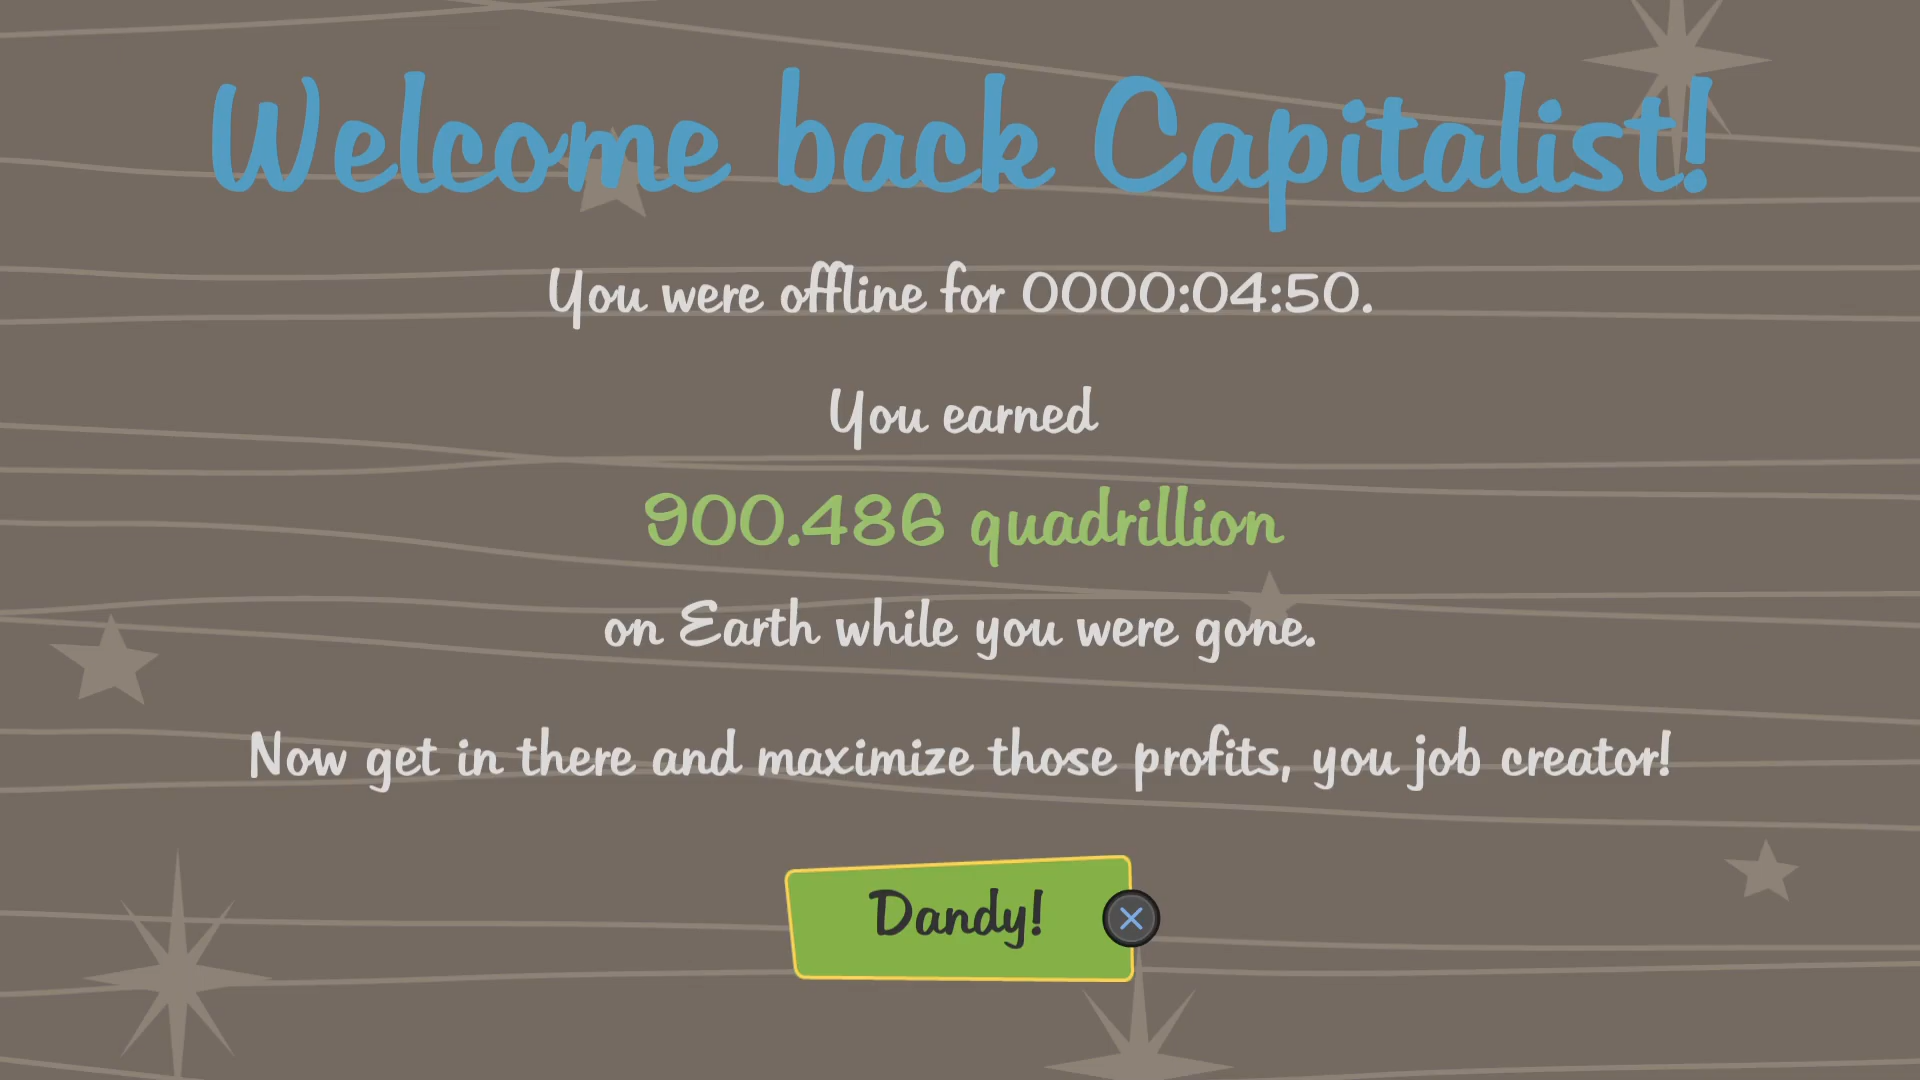 Welcome back Capitalist!
You were offline for 0000:04:50.
You earned
900.486 quadrillion
on Earth while you were gone.
Now get in there and maximize those profits, you job creator!
Dandy!